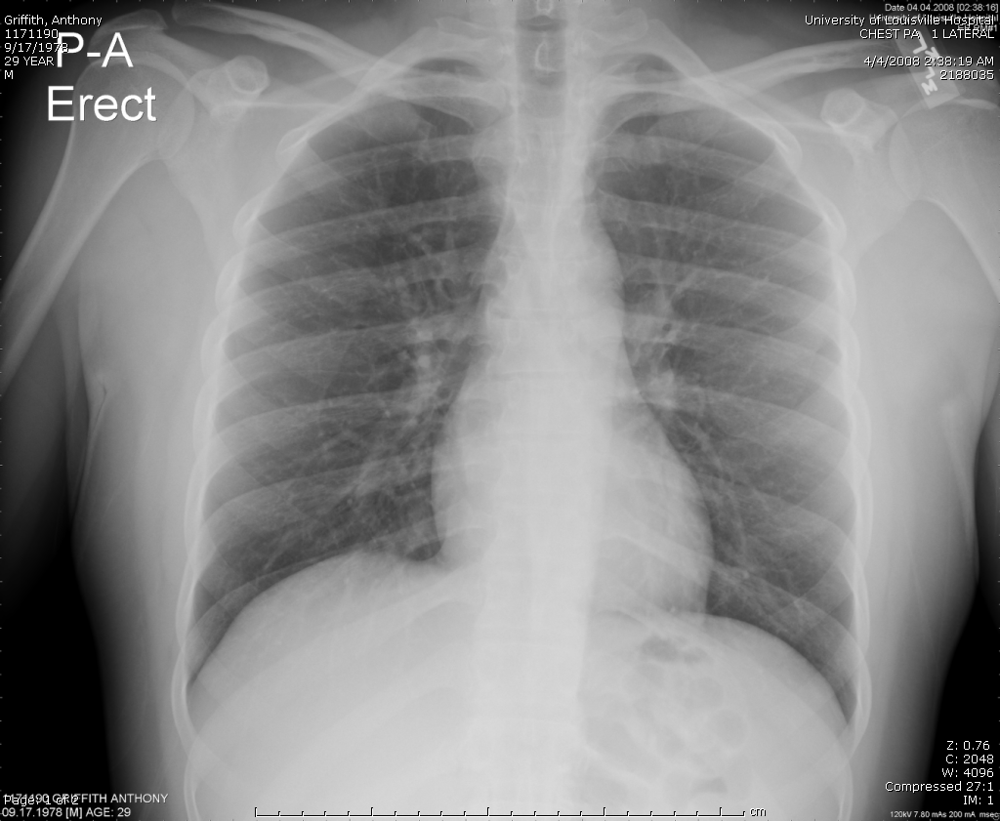 Griffith, Anthony
1171190
9/17/1978
29 YEAR
M
P-A
Erect
Date 04.04.2008 [02:38:16]
University of Louisville Hospital
CHEST PA, 1 LATERAL
4/4/2008 2:38:19 AM
2188035
Page: 1 of 2
1171190 GRIFFITH ANTHONY
09.17.1978 [M] AGE: 29
cm
Z: 0.76
C: 2048
W: 4096
Compressed 27:1
IM: 1
120kV 7.80 mAs 200 mA msec